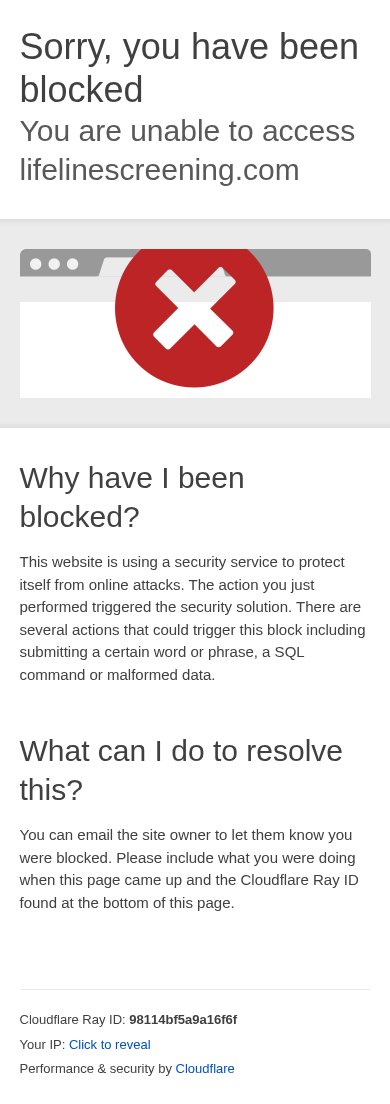 Sorry, you have been
blocked
You are unable to access
lifelinescreening.com
Why have I been
blocked?
This website is using a security service to protect
itself from online attacks. The action you just
performed triggered the security solution. There are
several actions that could trigger this block including
submitting a certain word or phrase, a SQL
command or malformed data.
What can I do to resolve
this?
You can email the site owner to let them know you
were blocked. Please include what you were doing
when this page came up and the Cloudflare Ray ID
found at the bottom of this page.
Cloudflare Ray ID: 98114bf5a9a16f6f
Your IP: Click to reveal
Performance & security by Cloudflare